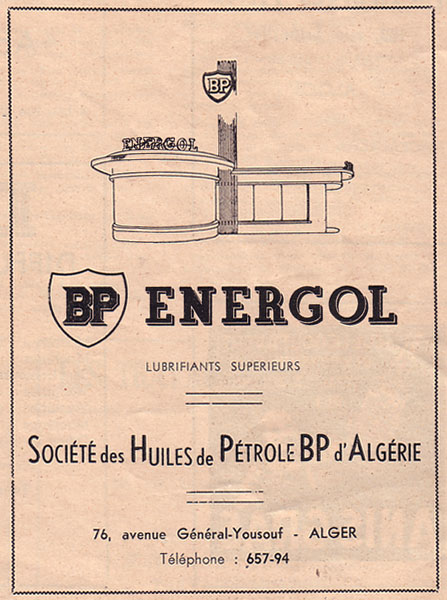 BP
ENERGOL
BP ENERGOL
LUBRIFIANTS SUPERIEURS
SOCIÉTÉ des HUILES de PÉTROLE BP d'ALGÉRIE
76, avenue Général-Yousouf - ALGER
Téléphone : 657-94